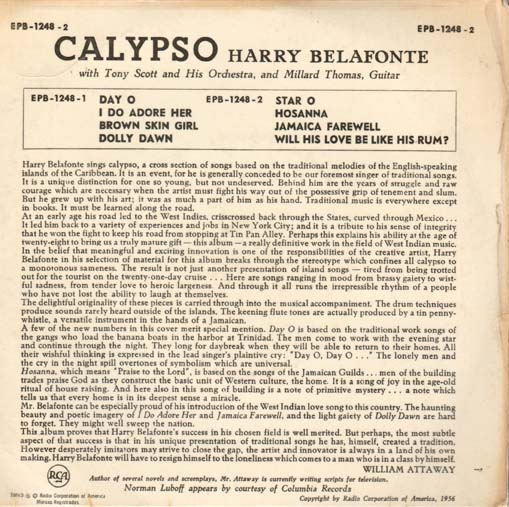 EPB-1248 - 2
EPB-1248 - 2
CALYPSO HARRY BELAFONTE
with Tony Scott and His Orchestra, and Millard Thomas, Guitar
EPB-1248-1 DAY O EPB-1248-2 STAR O
I DO ADORE HER HOSANNA
BROWN SKIN GIRL JAMAICA FAREWELL
DOLLY DAWN WILL HIS LOVE BE LIKE HIS RUM?
Harry Belafonte sings calypso, a cross section of songs based on the traditional melodies of the English-speaking
islands of the Caribbean. It is an event, for he is generally conceded to be our foremost singer of traditional songs.
It is a unique distinction for one so young, but not undeserved. Behind him are the years of struggle and raw
courage which are necessary when the artist must fight his way out of the possessive grip of tenement and slum.
But he grew up with his art; it was as much a part of him as his hand. Traditional music is everywhere except
in books. It must be learned along the road.
At an early age his road led to the West Indies, crisscrossed back through the States, curved through Mexico . . .
It led him back to a variety of experiences and jobs in New York City; and it is a tribute to his sense of integrity
that he won the fight to keep his road from stopping at Tin Pan Alley. Perhaps this explains his ability at the age of
twenty-eight to bring us a truly mature gift — this album — a really definitive work in the field of West Indian music.
In the belief that meaningful and exciting innovation is one of the responsibilities of the creative artist, Harry
Belafonte in his selection of material for this album breaks through the stereotype which confines all calypso to
a monotonous sameness. The result is not just another presentation of island songs — tired from being trotted
out for the tourist on the twenty-one-day cruise . . . Here are songs ranging in mood from brassy gaiety to wist-
ful sadness, from tender love to heroic largeness. And through it all runs the irrepressible rhythm of a people
who have not lost the ability to laugh at themselves.
The delightful originality of these pieces is carried through into the musical accompaniment. The drum techniques
produce sounds rarely heard outside of the islands. The keening flute tones are actually produced by a tin penny-
whistle, a versatile instrument in the hands of a Jamaican.
A few of the new numbers in this cover merit special mention. Day O is based on the traditional work songs of
the gangs who load the banana boats in the harbor at Trinidad. The men come to work with the evening star
and continue through the night. They long for daybreak when they will be able to return to their homes. All
their wishful thinking is expressed in the lead singer's plaintive cry: "Day O, Day O . . ." The lonely men and
the cry in the night spill overtones of symbolism which are universal.
Hosanna, which means "Praise to the Lord", is based on the songs of the Jamaican Guilds . . . men of the building
trades praise God as they construct the basic unit of Western culture, the home. It is a song of joy in the age-old
ritual of house raising. And here also in this song of building is a note of primitive mystery . . . a note which
tells us that every home is in its deepest sense a miracle.
Mr. Belafonte can be especially proud of his introduction of the West Indian love song to this country. The haunting
beauty and poetic imagery of I Do Adore Her and Jamaica Farewell, and the light gaiety of Dolly Dawn are hard
to forget. They might well sweep the nation.
This album proves that Harry Belafonte's success in his chosen field is well merited. But perhaps, the most subtle
aspect of that success is that in his unique presentation of traditional songs he has, himself, created a tradition.
However desperately imitators may strive to close the gap, the artist and innovator is always in a land of his own
making. Harry Belafonte will have to resign himself to the loneliness which comes to a man who is in a class by himself.
WILLIAM ATTAWAY
RCA
Author of several novels and screenplays, Mr. Attaway is currently writing scripts for television.
Norman Luboff appears by courtesy of Columbia Records
® © Radio Corporation of America
Marcas Registradas
Copyright by Radio Corporation of America, 1956